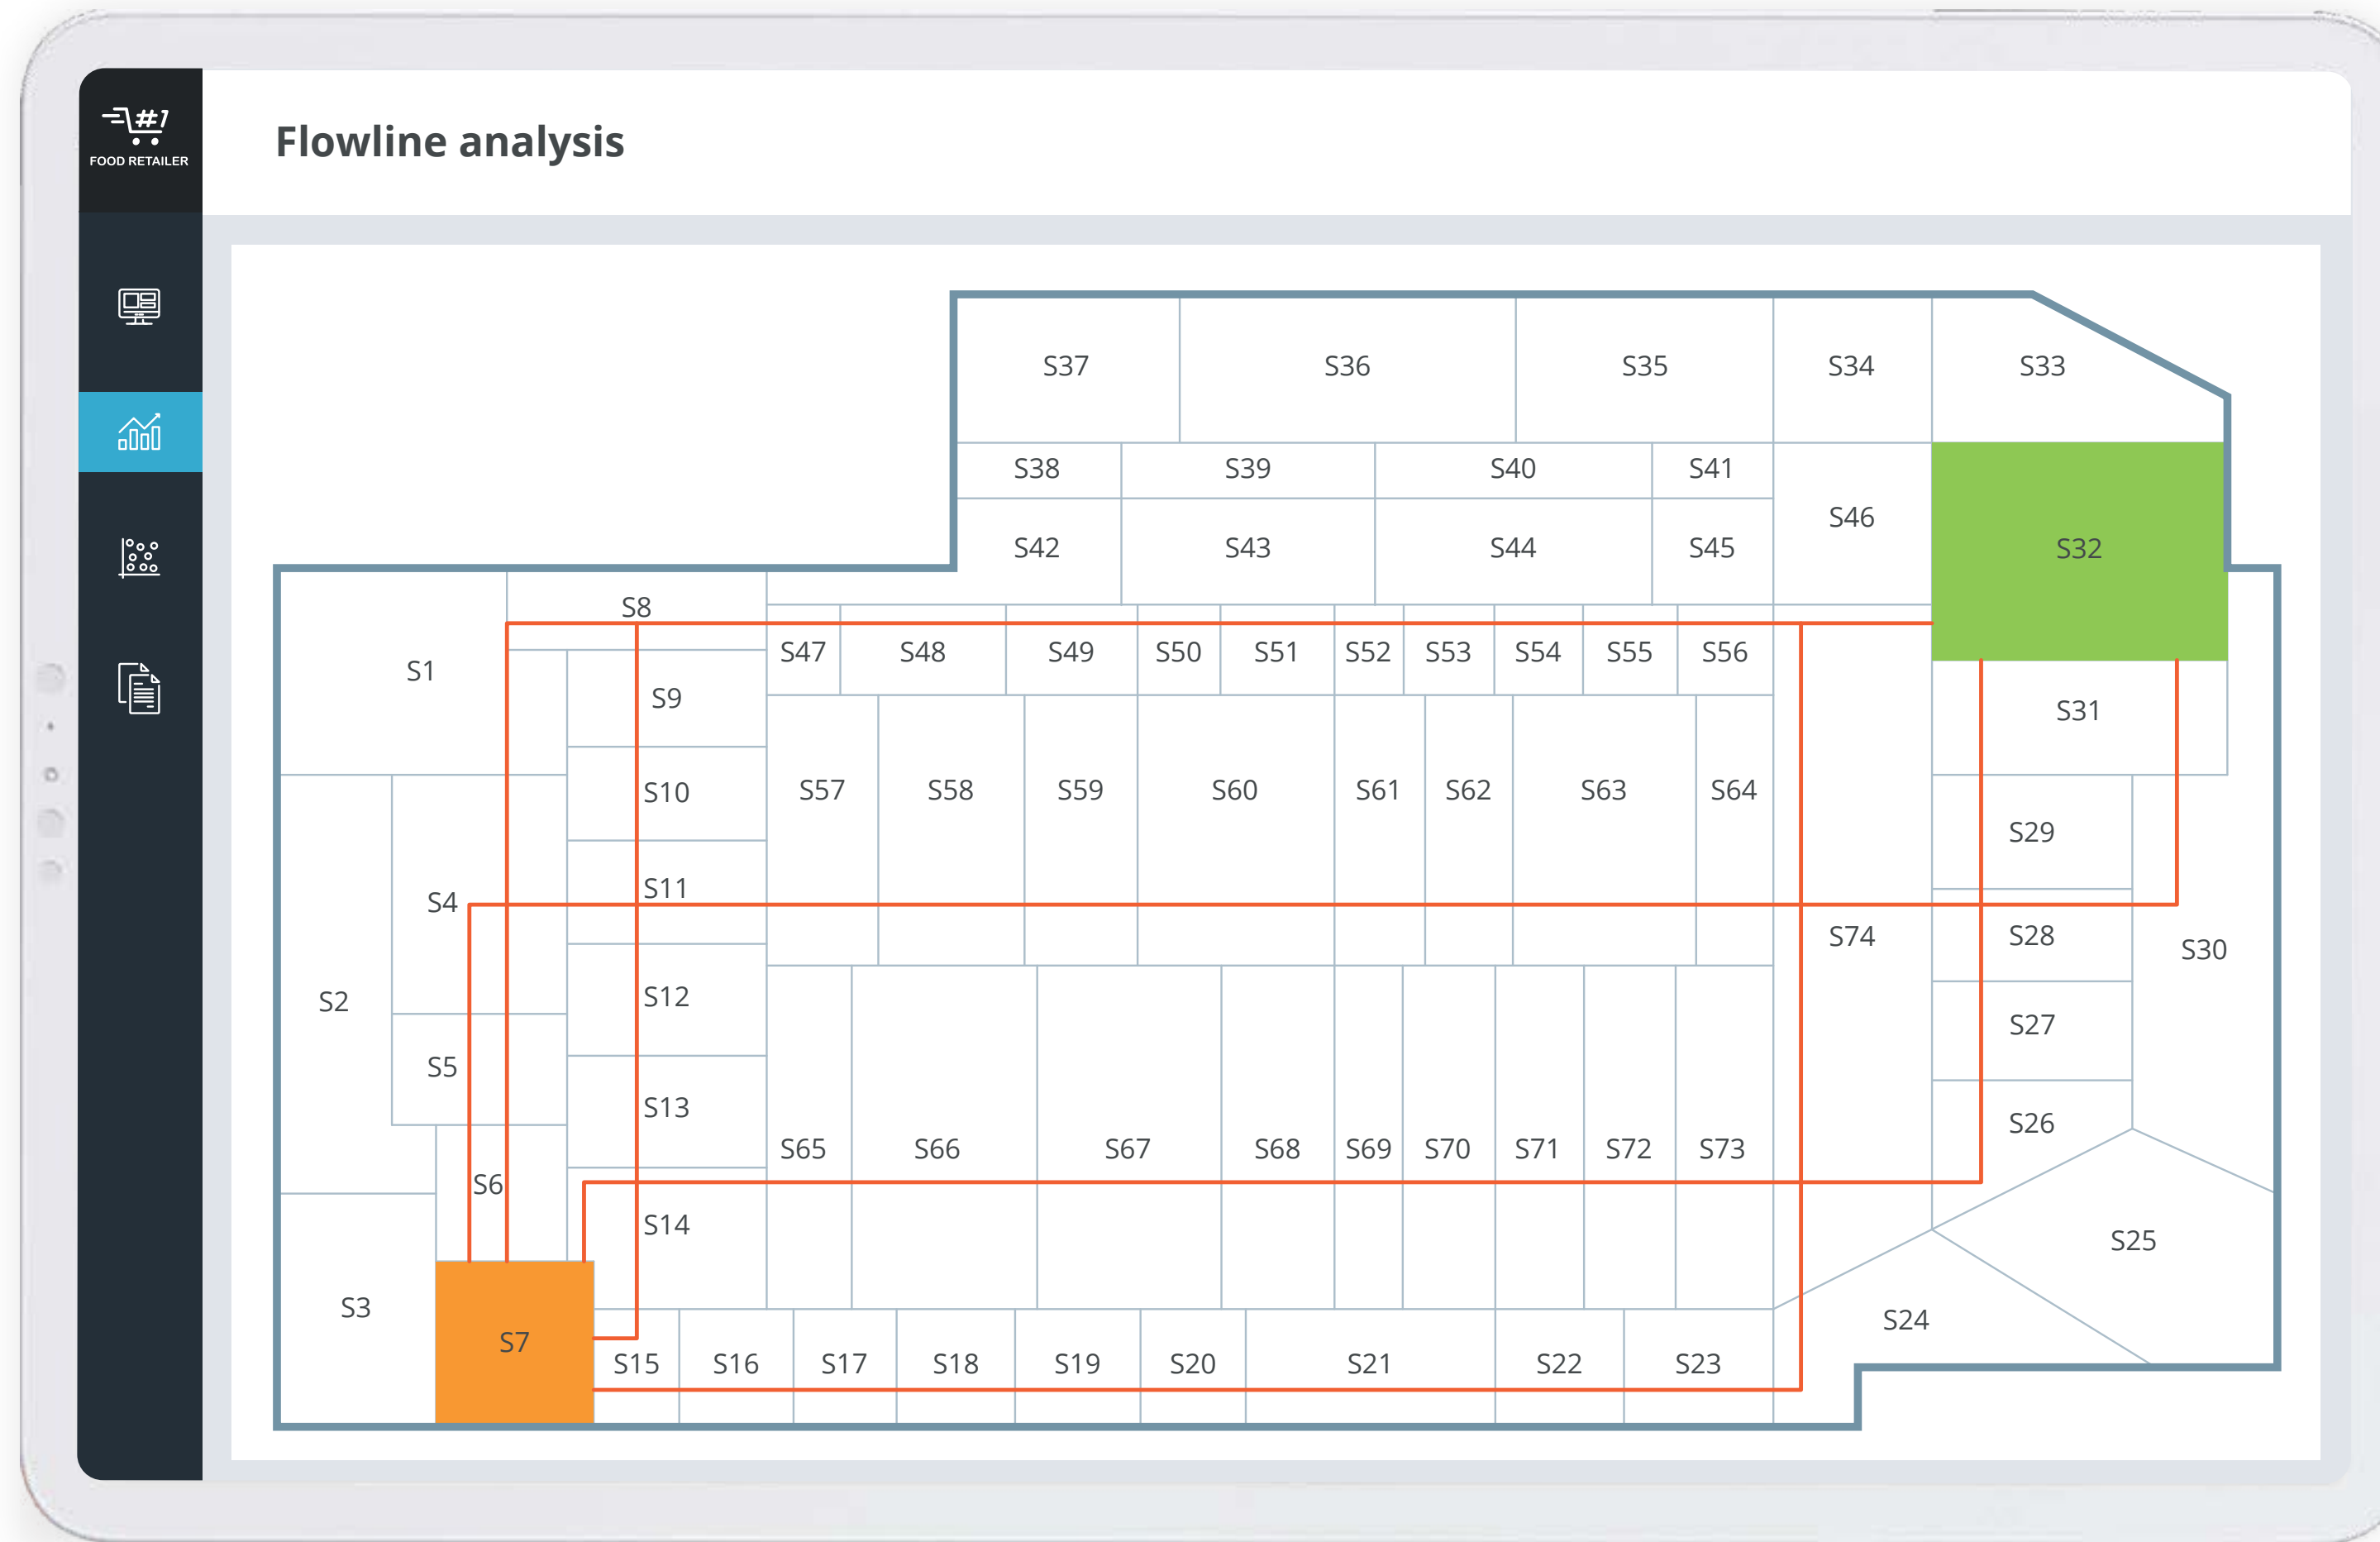 #1
FOOD RETAILER
Flowline analysis
S37 S36 S35 S34 S33
S38 S39 S40 S41
S46
S42 S43 S44 S45 S32
S8
S47 S48 S49 S50 S51 S52 S53 S54 S55 S56
S1
S9
S31
S10 S57 S58 S59 S60 S61 S62 S63 S64
S29
S11
S4
S74 S28 S30
S2 S12
S27
S5
S13
S26
S65 S66 S67 S68 S69 S70 S71 S72 S73
S6
S14
S25
S3
S24
S7
S15 S16 S17 S18 S19 S20 S21 S22 S23